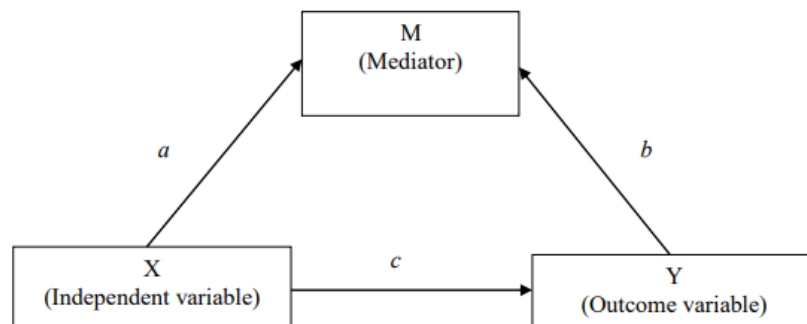 M
(Mediator)
a
b
c
X
(Independent variable)
Y
(Outcome variable)